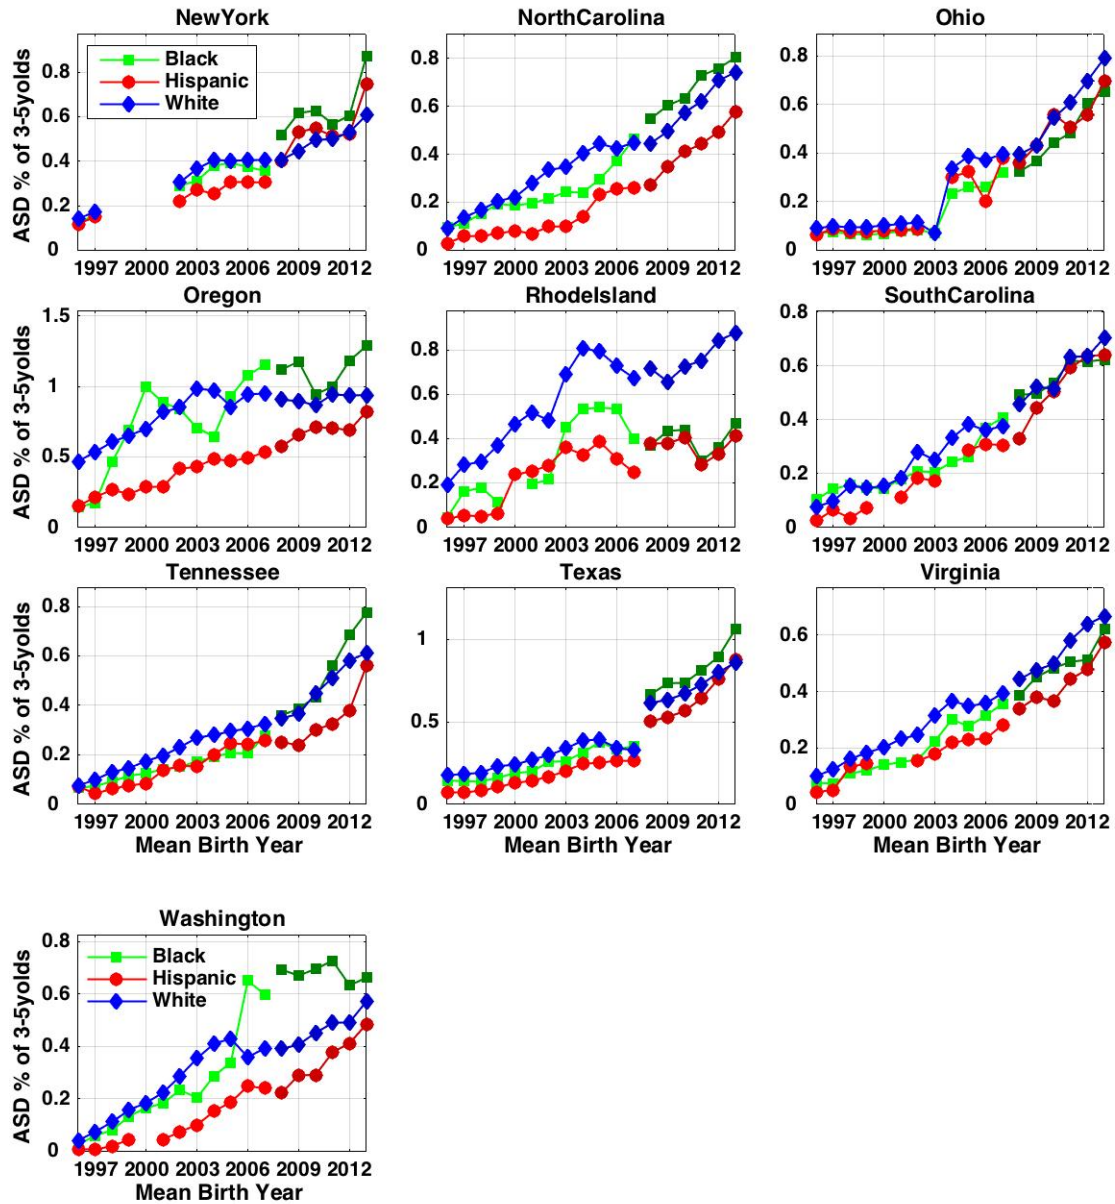 NewYork
NorthCarolina
Ohio
ASD % of 3-5yolds
0.8
0.6
0.4
0.2
0
Black
Hispanic
White
0.8
0.6
0.4
0.2
0
0.8
0.6
0.4
0.2
0
1997 2000 2003 2006 2009 2012
1997 2000 2003 2006 2009 2012
1997 2000 2003 2006 2009 2012
Oregon
RhodeIsland
SouthCarolina
ASD % of 3-5yolds
1.5
1
0.5
0
0.8
0.6
0.4
0.2
0
0.8
0.6
0.4
0.2
0
1997 2000 2003 2006 2009 2012
1997 2000 2003 2006 2009 2012
1997 2000 2003 2006 2009 2012
Tennessee
Texas
Virginia
ASD % of 3-5yolds
0.8
0.6
0.4
0.2
0
1
0.5
0
0.6
0.4
0.2
0
1997 2000 2003 2006 2009 2012
1997 2000 2003 2006 2009 2012
1997 2000 2003 2006 2009 2012
Mean Birth Year
Mean Birth Year
Mean Birth Year
Washington
ASD % of 3-5yolds
0.8
0.6
0.4
0.2
0
Black
Hispanic
White
1997 2000 2003 2006 2009 2012
Mean Birth Year